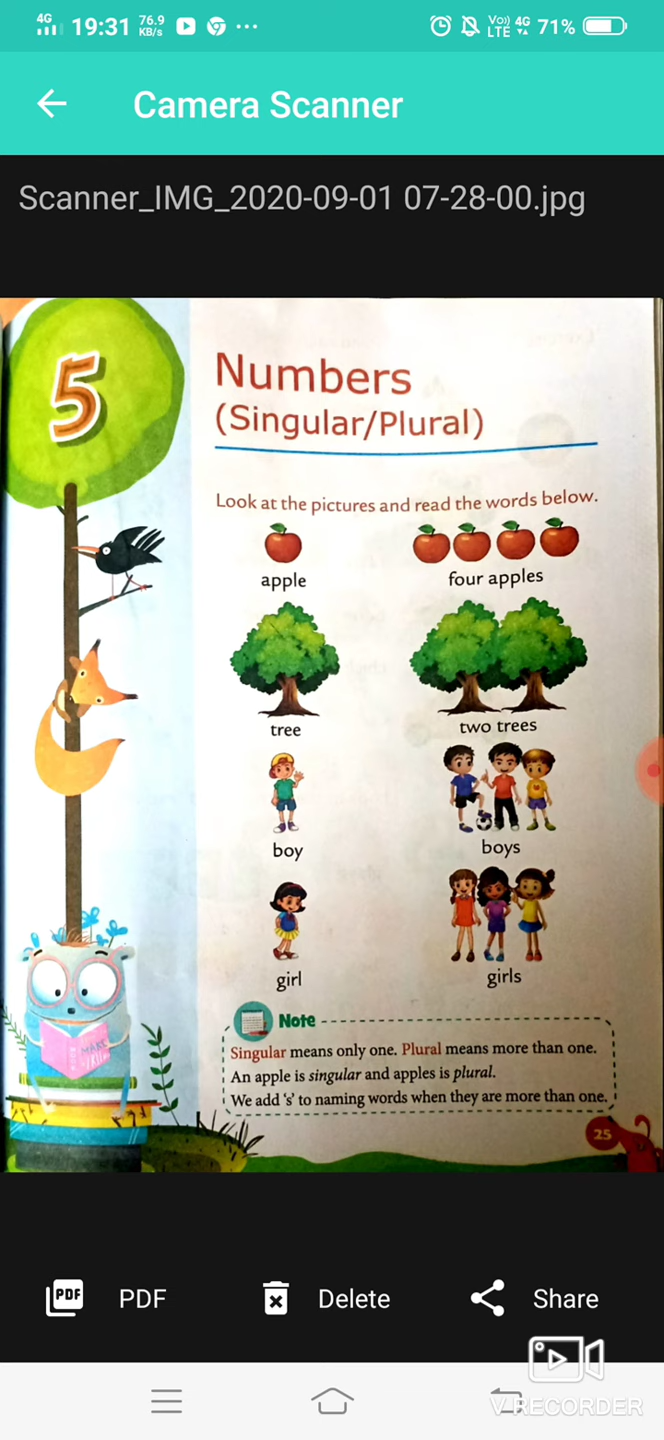 4G 19:31 76.9 KB/s ··· Vo) 4G LTE 71%
Camera Scanner
Scanner_IMG_2020-09-01 07-28-00.jpg
5
Numbers
(Singular/Plural)
Look at the pictures and read the words below.
apple four apples
tree two trees
boy boys
girl girls
Note
Singular means only one. Plural means more than one.
An apple is singular and apples is plural.
We add ‘s’ to naming words when they are more than one.
25
PDF PDF Delete Share
V RECORDER